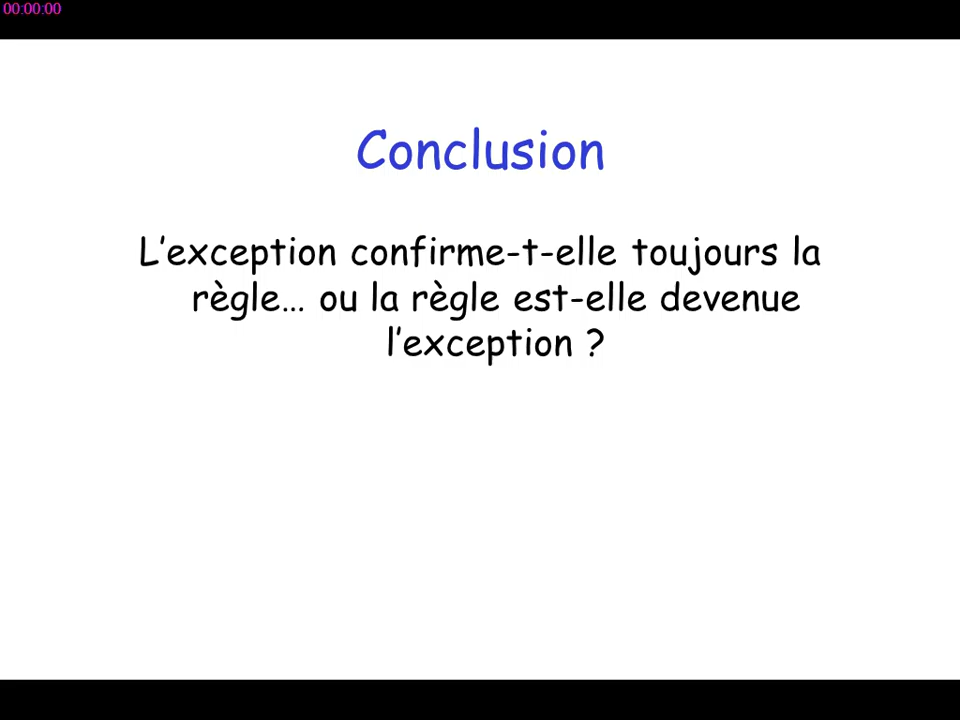 00:00:00
Conclusion
L’exception confirme-t-elle toujours la
règle… ou la règle est-elle devenue
l’exception ?